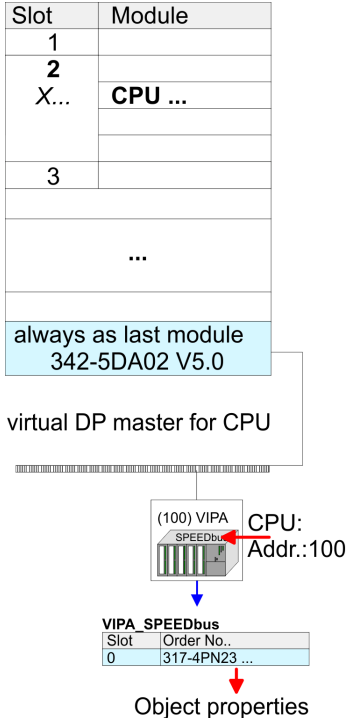 Slot Module
1
2
X... CPU ...
3
...
always as last module
342-5DA02 V5.0
virtual DP master for CPU
(100) VIPA
SPEEDbus
CPU:
Addr.:100
VIPA_SPEEDbus
Slot Order No..
0 317-4PN23 ...
Object properties